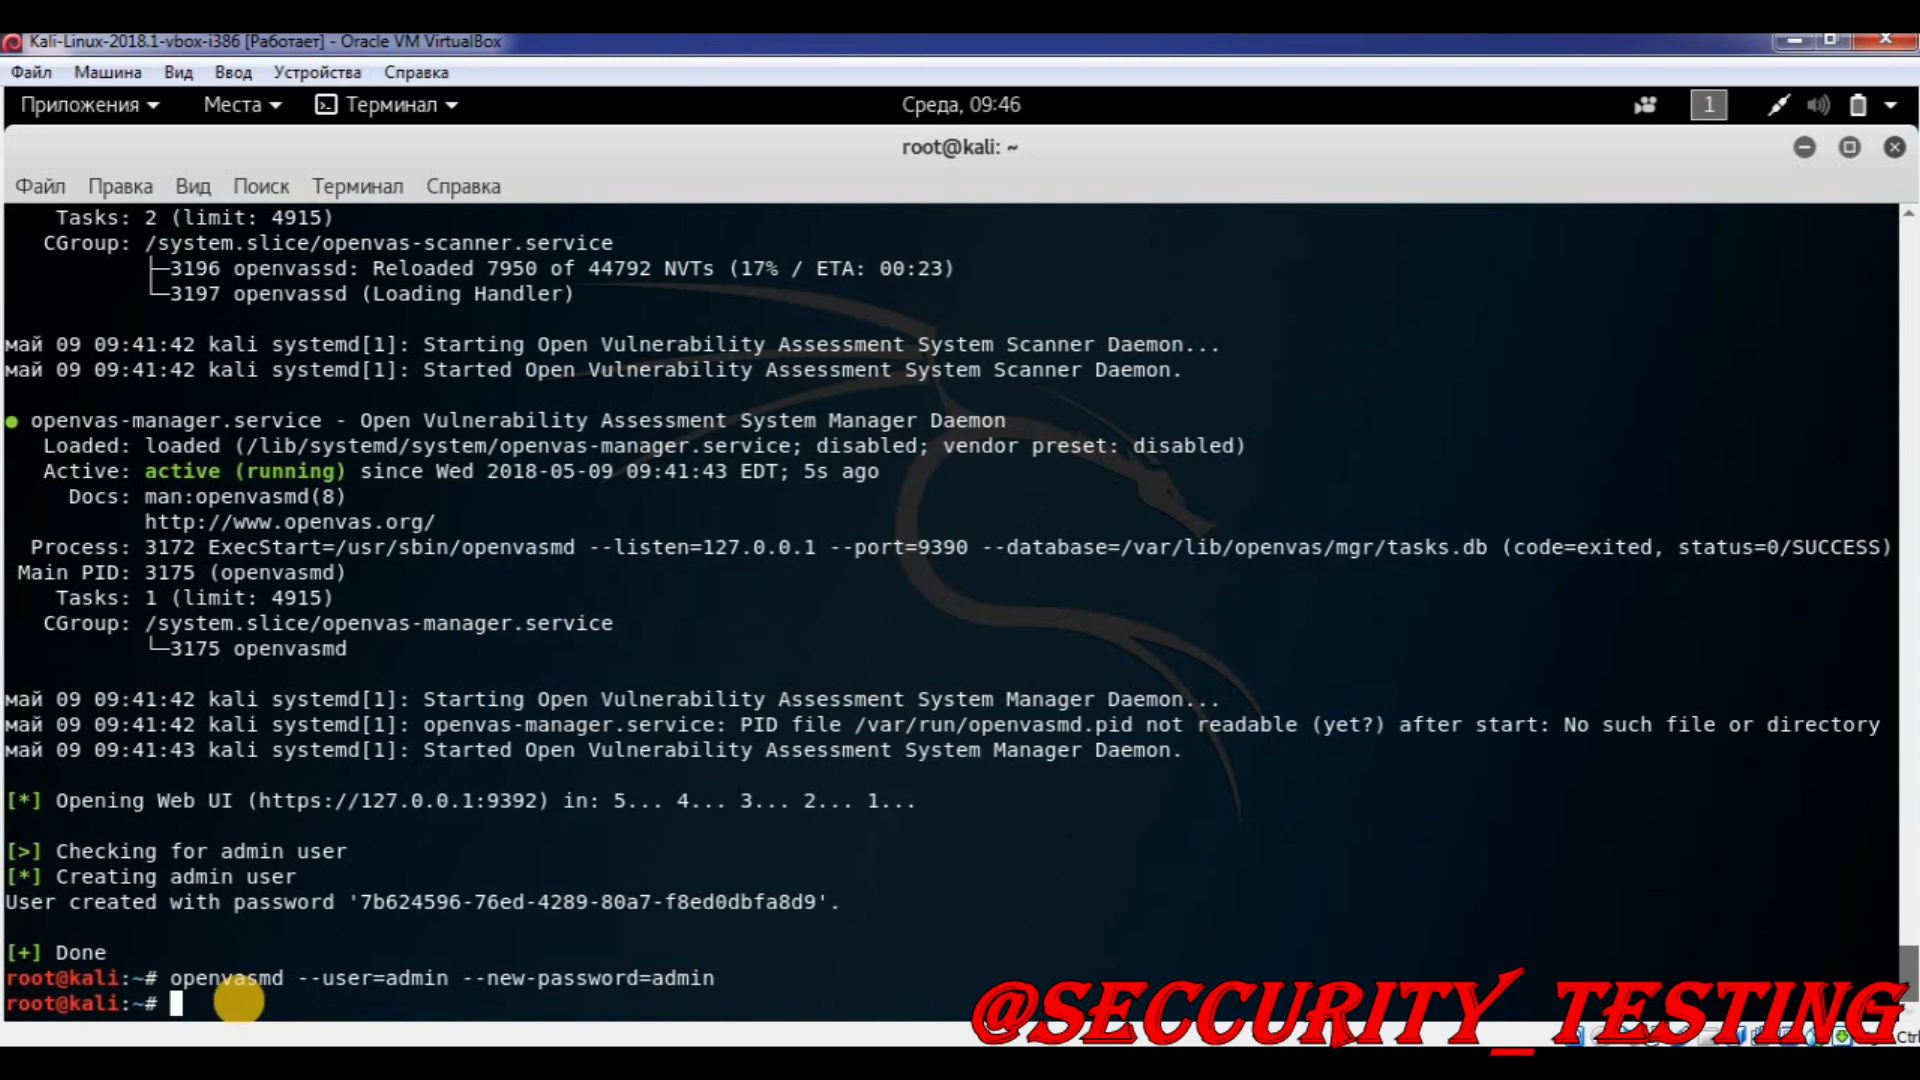 Kali-Linux-2018.1-vbox-i386 [Работает] - Oracle VM VirtualBox
Файл Машина Вид Ввод Устройства Справка
Приложения Места Терминал Среда, 09:46 1
root@kali: ~
Файл Правка Вид Поиск Терминал Справка
Tasks: 2 (limit: 4915)
CGroup: /system.slice/openvas-scanner.service
├─3196 openvassd: Reloaded 7950 of 44792 NVTs (17% / ETA: 00:23)
└─3197 openvassd (Loading Handler)
май 09 09:41:42 kali systemd[1]: Starting Open Vulnerability Assessment System Scanner Daemon...
май 09 09:41:42 kali systemd[1]: Started Open Vulnerability Assessment System Scanner Daemon.
● openvas-manager.service - Open Vulnerability Assessment System Manager Daemon
Loaded: loaded (/lib/systemd/system/openvas-manager.service; disabled; vendor preset: disabled)
Active: active (running) since Wed 2018-05-09 09:41:43 EDT; 5s ago
Docs: man:openvasmd(8)
http://www.openvas.org/
Process: 3172 ExecStart=/usr/sbin/openvasmd --listen=127.0.0.1 --port=9390 --database=/var/lib/openvas/mgr/tasks.db (code=exited, status=0/SUCCESS)
Main PID: 3175 (openvasmd)
Tasks: 1 (limit: 4915)
CGroup: /system.slice/openvas-manager.service
└─3175 openvasmd
май 09 09:41:42 kali systemd[1]: Starting Open Vulnerability Assessment System Manager Daemon...
май 09 09:41:42 kali systemd[1]: openvas-manager.service: PID file /var/run/openvasmd.pid not readable (yet?) after start: No such file or directory
май 09 09:41:43 kali systemd[1]: Started Open Vulnerability Assessment System Manager Daemon.
[*] Opening Web UI (https://127.0.0.1:9392) in: 5... 4... 3... 2... 1...
[>] Checking for admin user
[*] Creating admin user
User created with password '7b624596-76ed-4289-80a7-f8ed0dbfa8d9'.
[+] Done
root@kali:~# openvasmd --user=admin --new-password=admin
root@kali:~#
@SECCURITY_TESTING
Ctrl